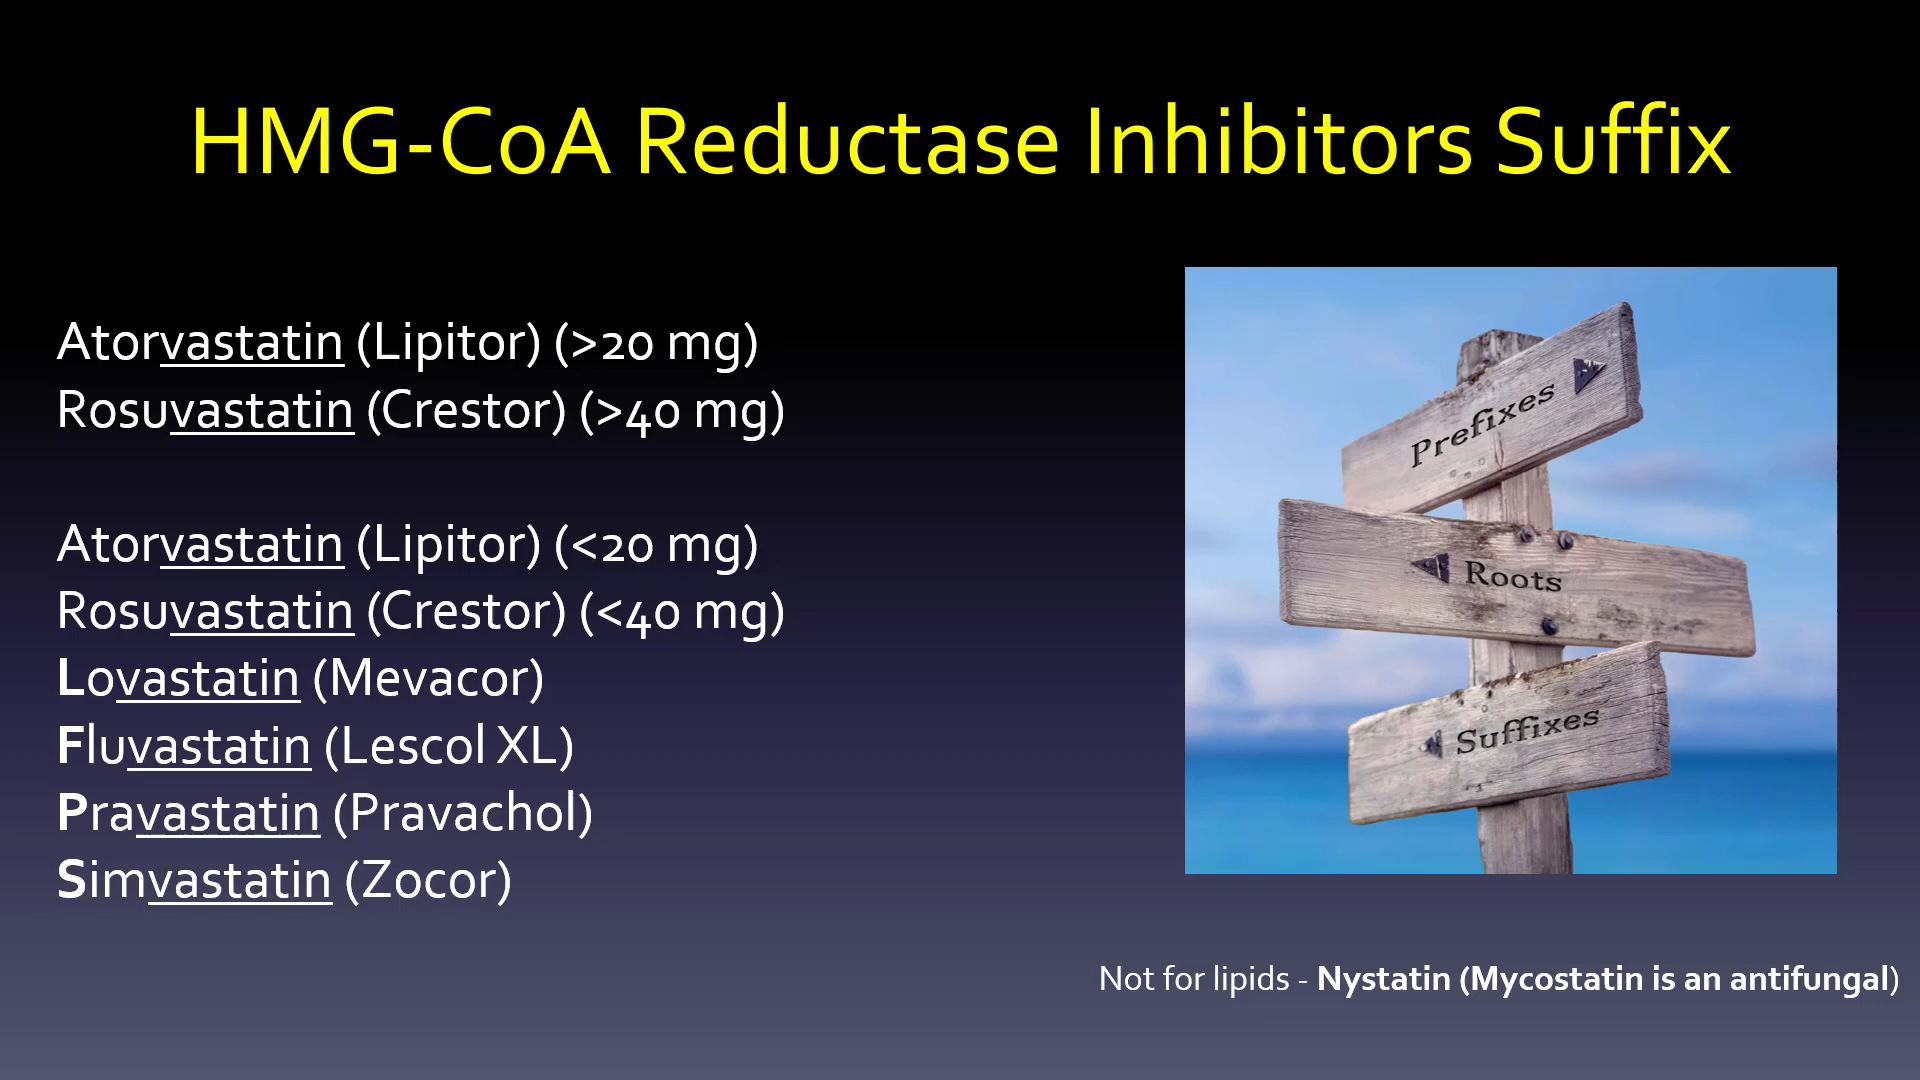 HMG-CoA Reductase Inhibitors Suffix
Atorvastatin (Lipitor) (>20 mg)
Rosuvastatin (Crestor) (>40 mg)
Atorvastatin (Lipitor) (<20 mg)
Rosuvastatin (Crestor) (<40 mg)
Lovastatin (Mevacor)
Fluvastatin (Lescol XL)
Pravastatin (Pravachol)
Simvastatin (Zocor)
Prefixes
Roots
Suffixes
Not for lipids - Nystatin (Mycostatin is an antifungal)